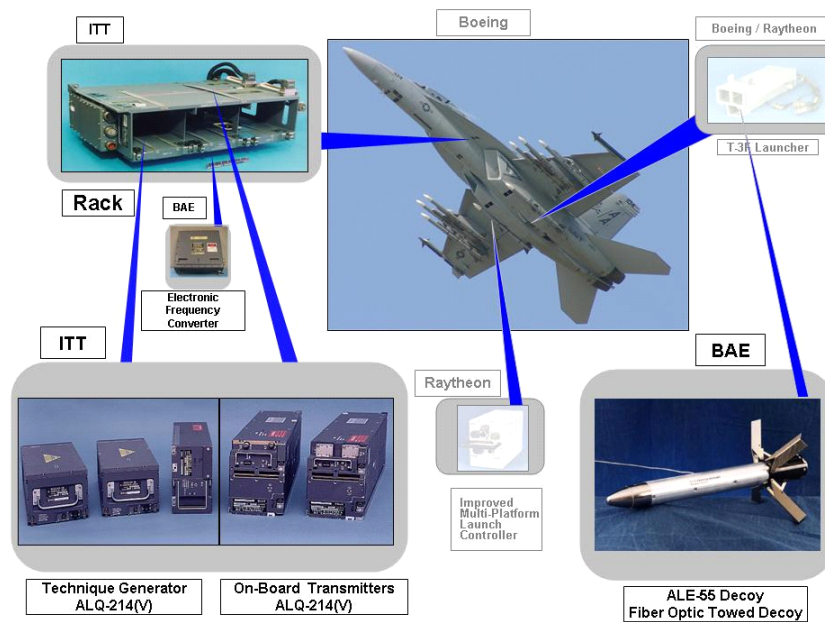 ITT
Boeing
Boeing / Raytheon
T-3F Launcher
Rack
BAE
Electronic
Frequency
Converter
ITT
BAE
Raytheon
Improved
Multi-Platform
Launch
Controller
Technique Generator
ALQ-214(V)
On-Board Transmitters
ALQ-214(V)
ALE-55 Decoy
Fiber Optic Towed Decoy